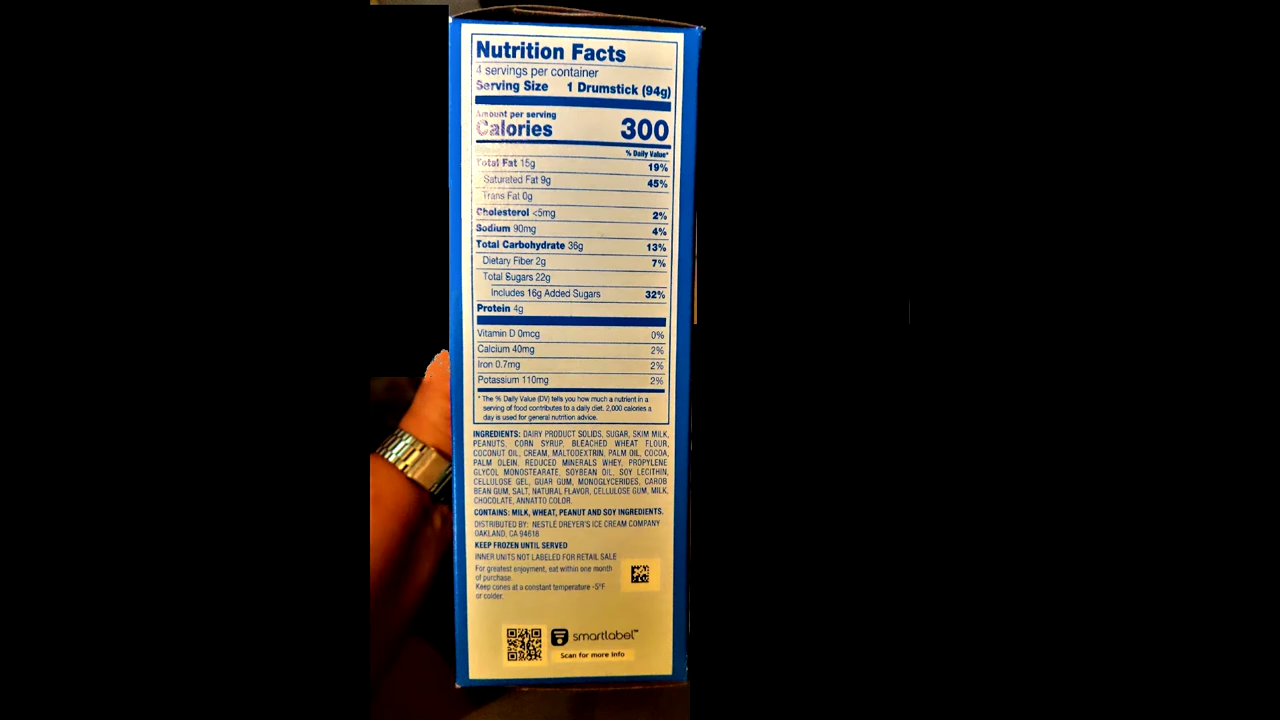 Nutrition Facts
4 servings per container
Serving Size 1 Drumstick (94g)
Amount per serving
Calories 300
% Daily Value*
Total Fat 15g 19%
Saturated Fat 9g 45%
Trans Fat 0g
Cholesterol <5mg 2%
Sodium 90mg 4%
Total Carbohydrate 36g 13%
Dietary Fiber 2g 7%
Total Sugars 22g
Includes 16g Added Sugars 32%
Protein 4g
Vitamin D 0mcg 0%
Calcium 40mg 2%
Iron 0.7mg 2%
Potassium 110mg 2%
* The % Daily Value (DV) tells you how much a nutrient in a
serving of food contributes to a daily diet. 2,000 calories a
day is used for general nutrition advice.
INGREDIENTS: DAIRY PRODUCT SOLIDS, SUGAR, SKIM MILK,
PEANUTS, CORN SYRUP, BLEACHED WHEAT FLOUR,
COCONUT OIL, CREAM, MALTODEXTRIN, PALM OIL, COCOA,
PALM OLEIN, REDUCED MINERALS WHEY, PROPYLENE
GLYCOL MONOSTEARATE, SOYBEAN OIL, SOY LECITHIN,
CELLULOSE GEL, GUAR GUM, MONOGLYCERIDES, CAROB
BEAN GUM, SALT, NATURAL FLAVOR, CELLULOSE GUM, MILK,
CHOCOLATE, ANNATTO COLOR.
CONTAINS: MILK, WHEAT, PEANUT AND SOY INGREDIENTS.
DISTRIBUTED BY: NESTLÉ DREYER'S ICE CREAM COMPANY
OAKLAND, CA 94618
KEEP FROZEN UNTIL SERVED
INNER UNITS NOT LABELED FOR RETAIL SALE
For greatest enjoyment, eat within one month
of purchase.
Keep cones at a constant temperature -5°F
or colder.
smartlabel™
Scan for more info